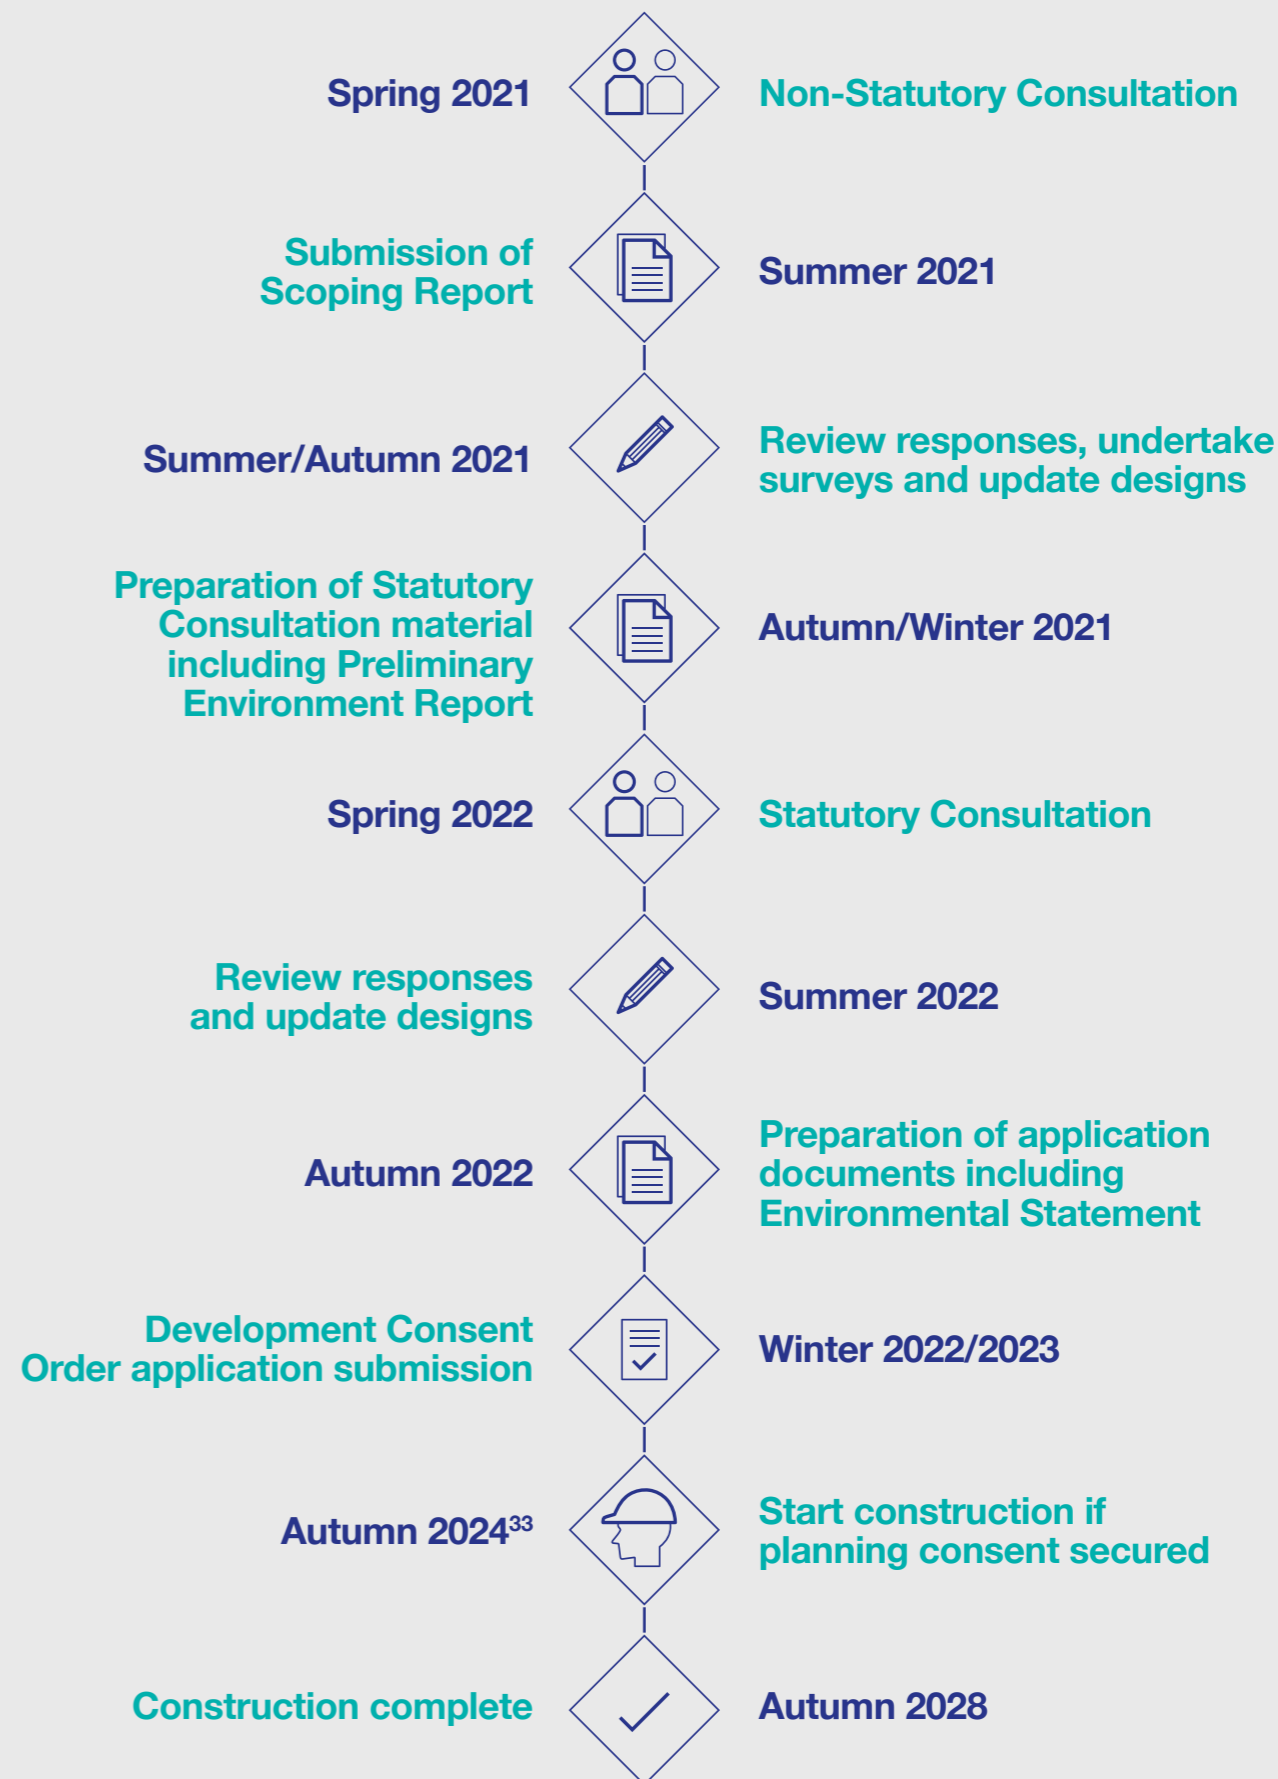 Spring 2021
Non-Statutory Consultation
Submission of
Scoping Report
Summer 2021
Summer/Autumn 2021
Review responses, undertake
surveys and update designs
Preparation of Statutory
Consultation material
including Preliminary
Environment Report
Autumn/Winter 2021
Spring 2022
Statutory Consultation
Review responses
and update designs
Summer 2022
Autumn 2022
Preparation of application
documents including
Environmental Statement
Development Consent
Order application submission
Winter 2022/2023
Autumn 2024³³
Start construction if
planning consent secured
Construction complete
Autumn 2028